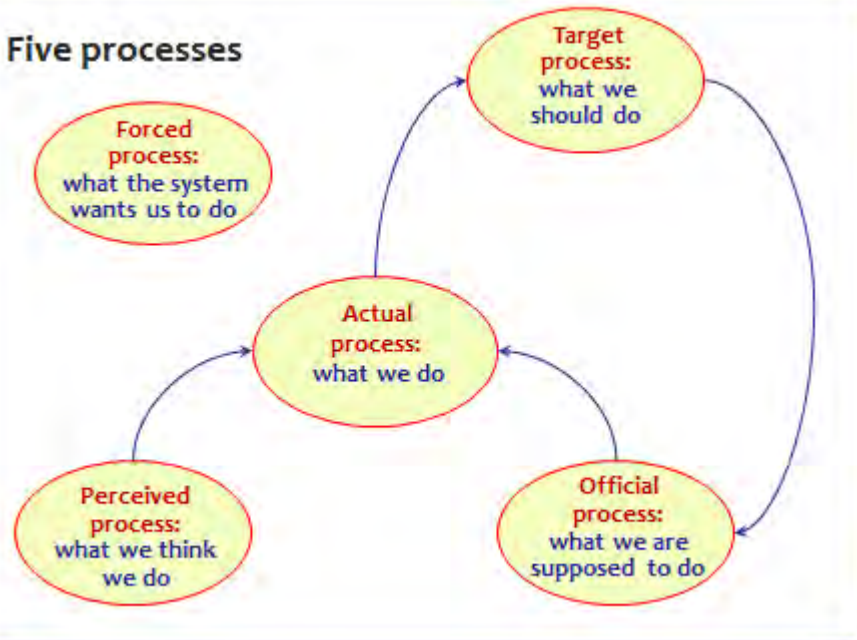 Five processes
Target
process:
what we
should do
Forced
process:
what the system
wants us to do
Actual
process:
what we do
Perceived
process:
what we think
we do
Official
process:
what we are
supposed to do